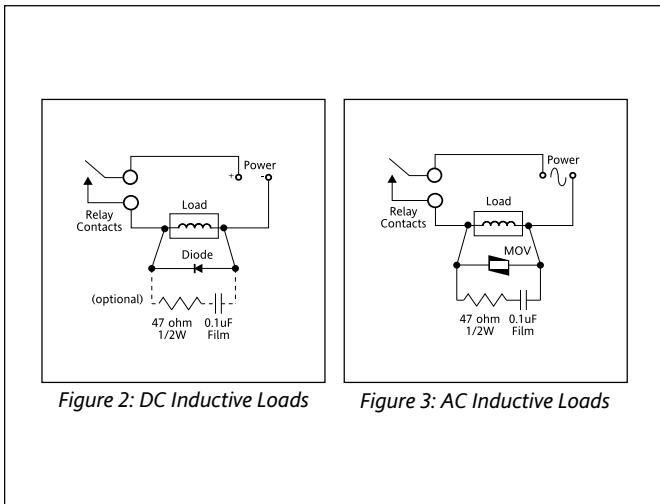 Power
+ -
Load
Relay
Contacts
Diode
(optional)
47 ohm
1/2W
0.1uF
Film
Figure 2: DC Inductive Loads
Power
Load
Relay
Contacts
MOV
47 ohm
1/2W
0.1uF
Film
Figure 3: AC Inductive Loads